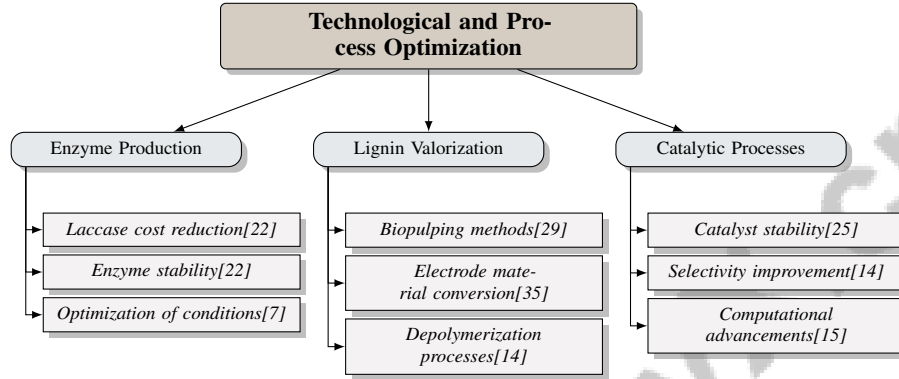 Technological and Pro-
cess Optimization
Enzyme Production
Lignin Valorization
Catalytic Processes
Laccase cost reduction[22]
Enzyme stability[22]
Optimization of conditions[7]
Biopulping methods[29]
Electrode mate-
rial conversion[35]
Depolymerization
processes[14]
Catalyst stability[25]
Selectivity improvement[14]
Computational
advancements[15]